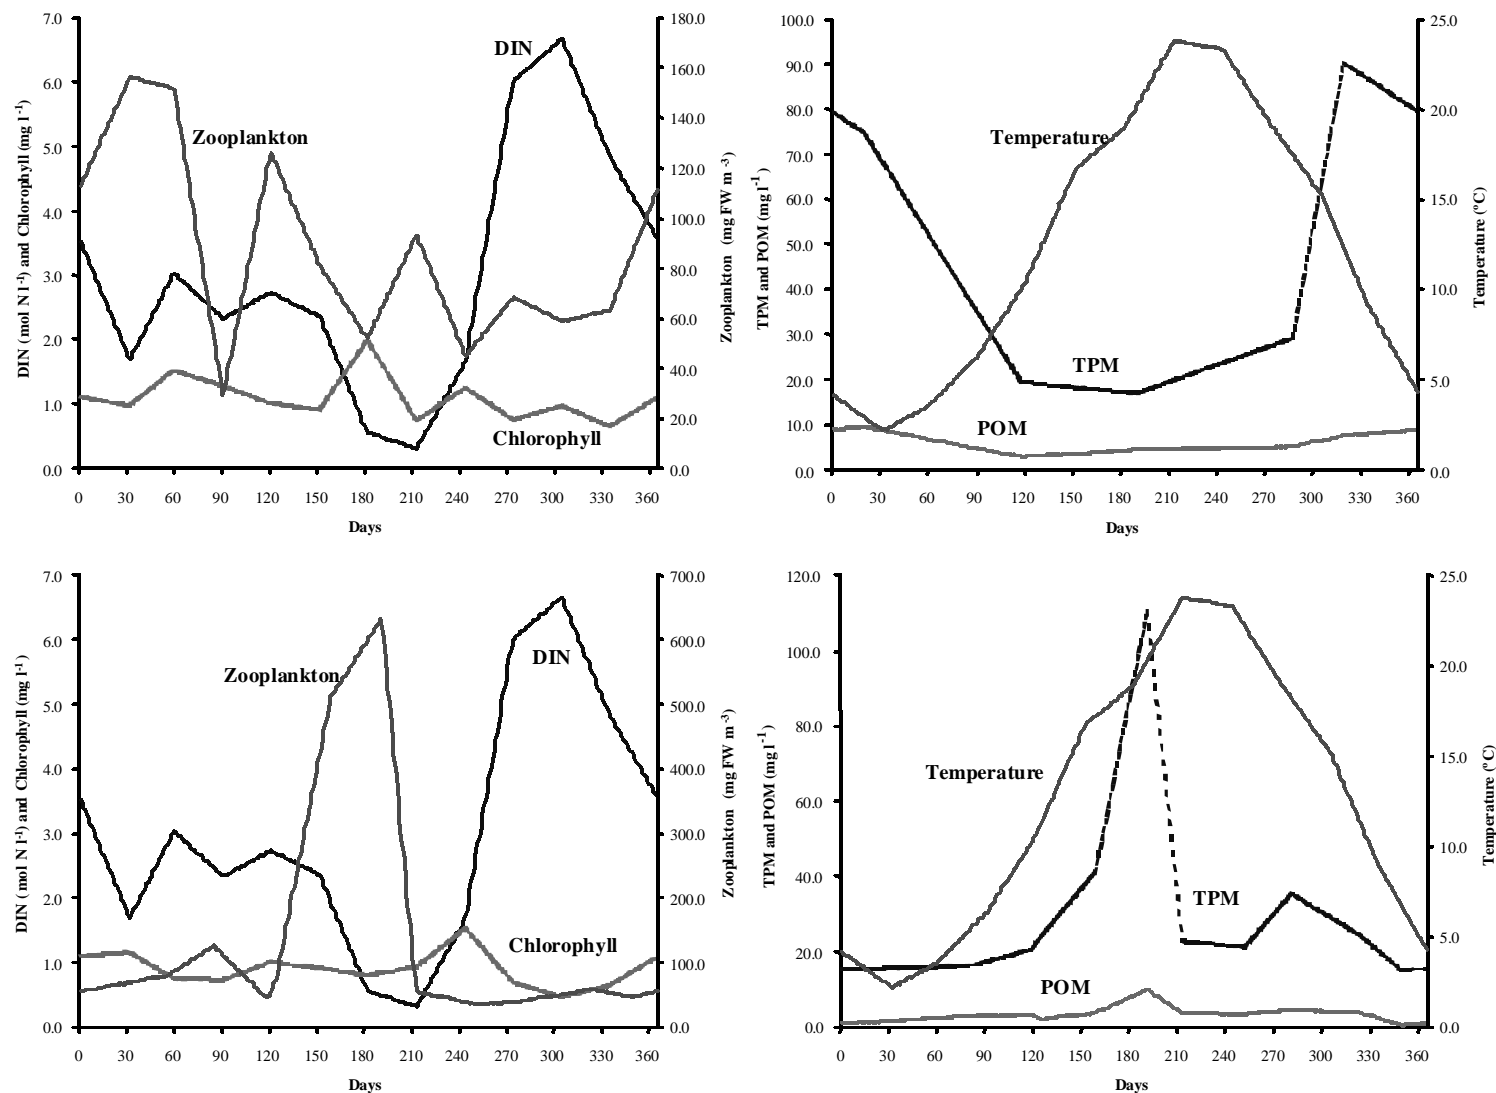 7.0
6.0
5.0
4.0
3.0
2.0
1.0
0.0
DIN (mol N l-1) and Chlorophyll (mg l-1)
DIN
Zooplankton
Chlorophyll
180.0
160.0
140.0
120.0
100.0
80.0
60.0
40.0
20.0
0.0
Zooplankton (mg FW m-3)
0 30 60 90 120 150 180 210 240 270 300 330 360
Days
100.0
90.0
80.0
70.0
60.0
50.0
40.0
30.0
20.0
10.0
0.0
TPM and POM (mg l-1)
Temperature
TPM
POM
25.0
20.0
15.0
10.0
5.0
0.0
Temperature (ºC)
0 30 60 90 120 150 180 210 240 270 300 330 360
Days
7.0
6.0
5.0
4.0
3.0
2.0
1.0
0.0
DIN ( mol N l-1) and Chlorophyll (mg l-1)
Zooplankton
DIN
Chlorophyll
700.0
600.0
500.0
400.0
300.0
200.0
100.0
0.0
Zooplankton (mg FW m-3)
0 30 60 90 120 150 180 210 240 270 300 330 360
Days
120.0
100.0
80.0
60.0
40.0
20.0
0.0
TPM and POM (mg l-1)
Temperature
TPM
POM
25.0
20.0
15.0
10.0
5.0
0.0
Temperature (ºC)
0 30 60 90 120 150 180 210 240 270 300 330 360
Days